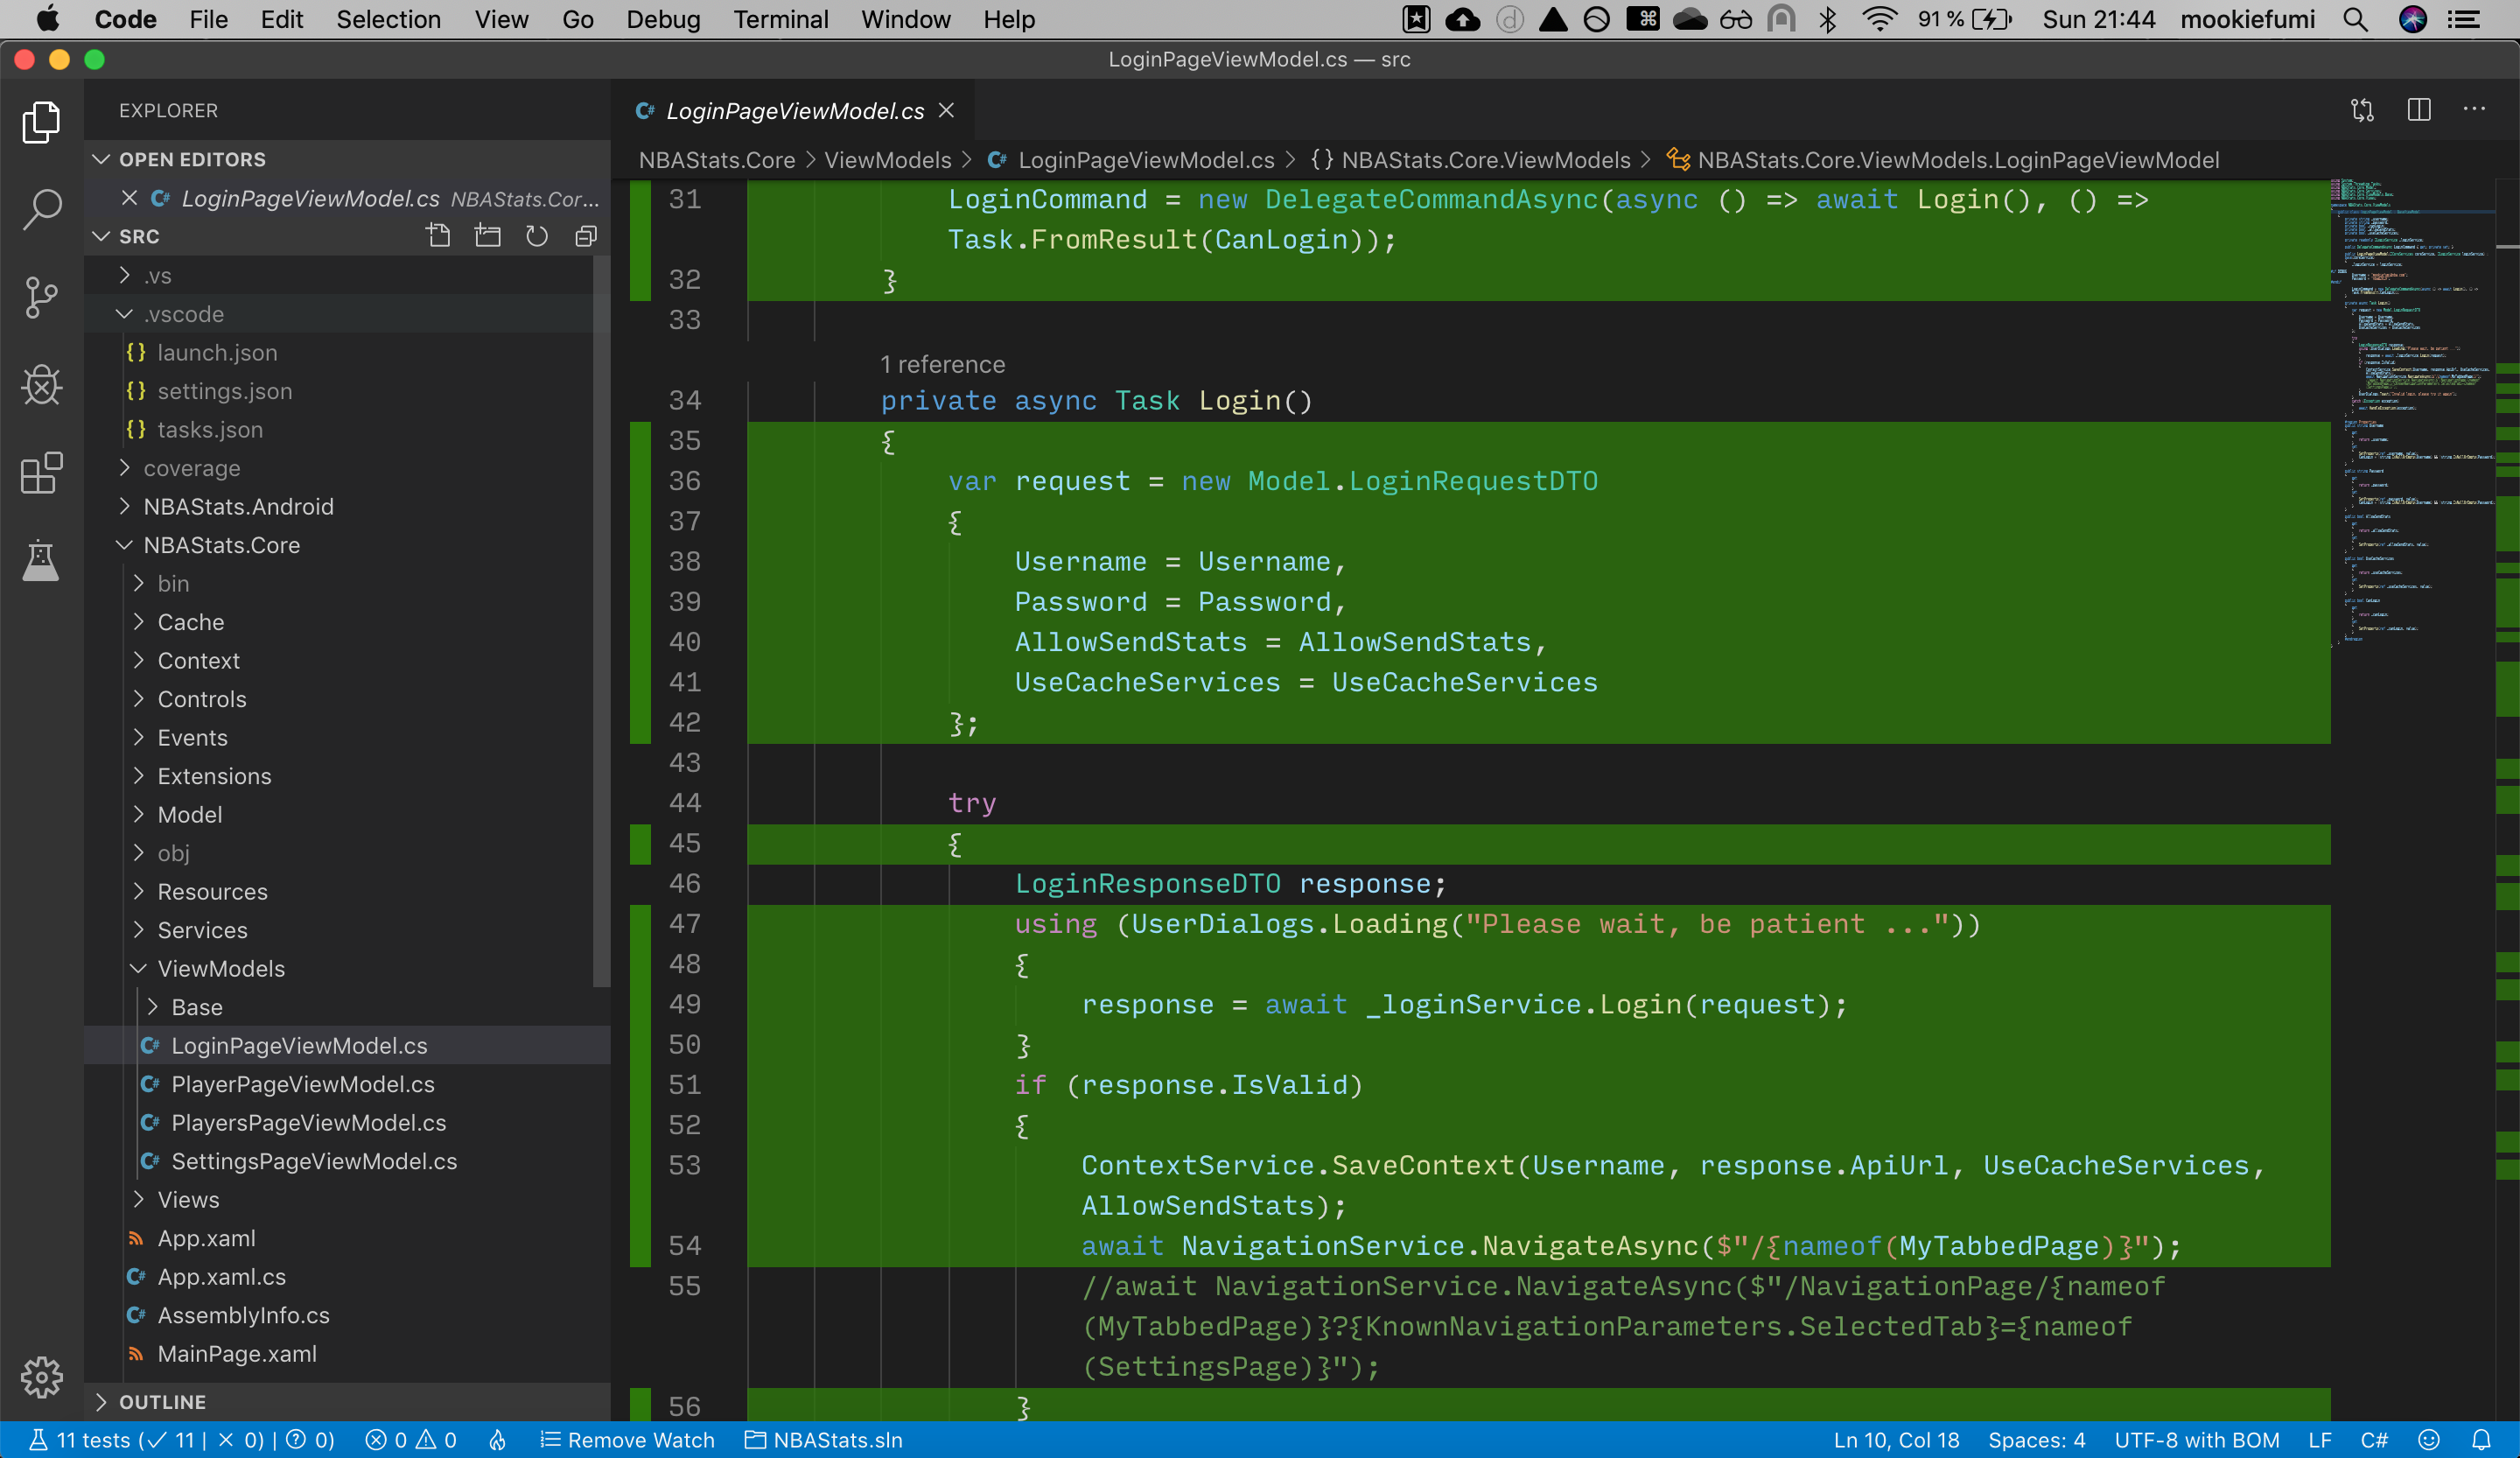 Code File Edit Selection View Go Debug Terminal Window Help 91 % Sun 21:44 mookiefumi
LoginPageViewModel.cs — src
EXPLORER
OPEN EDITORS
LoginPageViewModel.cs NBAStats.Cor...
SRC
.vs
.vscode
launch.json
settings.json
tasks.json
coverage
NBAStats.Android
NBAStats.Core
bin
Cache
Context
Controls
Events
Extensions
Model
obj
Resources
Services
ViewModels
Base
LoginPageViewModel.cs
PlayerPageViewModel.cs
PlayersPageViewModel.cs
SettingsPageViewModel.cs
Views
App.xaml
App.xaml.cs
AssemblyInfo.cs
MainPage.xaml
OUTLINE
LoginPageViewModel.cs
NBAStats.Core > ViewModels > LoginPageViewModel.cs > {} NBAStats.Core.ViewModels > NBAStats.Core.ViewModels.LoginPageViewModel
31 LoginCommand = new DelegateCommandAsync(async () => await Login(), () =>
Task.FromResult(CanLogin));
32 }
33
1 reference
34 private async Task Login()
35 {
36 var request = new Model.LoginRequestDTO
37 {
38 Username = Username,
39 Password = Password,
40 AllowSendStats = AllowSendStats,
41 UseCacheServices = UseCacheServices
42 };
43
44 try
45 {
46 LoginResponseDTO response;
47 using (UserDialogs.Loading("Please wait, be patient ..."))
48 {
49 response = await _loginService.Login(request);
50 }
51 if (response.IsValid)
52 {
53 ContextService.SaveContext(Username, response.ApiUrl, UseCacheServices,
AllowSendStats);
54 await NavigationService.NavigateAsync($"/{nameof(MyTabbedPage)}");
55 //await NavigationService.NavigateAsync($"/NavigationPage/{nameof
(MyTabbedPage)}?{KnownNavigationParameters.SelectedTab}={nameof
(SettingsPage)}");
56 }
11 tests (✓ 11 | × 0) | ? 0) 0 0 Remove Watch NBAStats.sln Ln 10, Col 18 Spaces: 4 UTF-8 with BOM LF C#